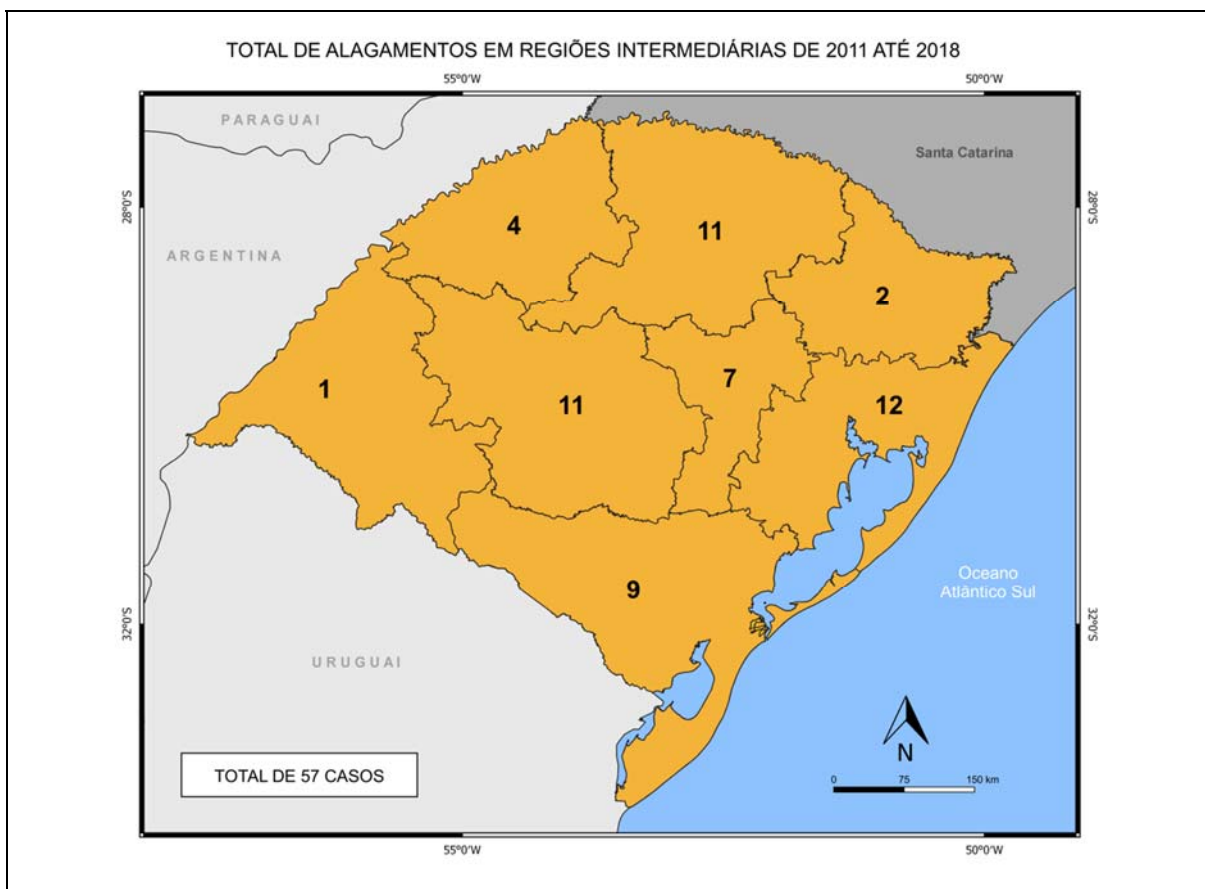 TOTAL DE ALAGAMENTOS EM REGIÕES INTERMEDIÁRIAS DE 2011 ATÉ 2018
55°0'W
50°0'W
PARAGUAI
Santa Catarina
28°0'S
28°0'S
4
11
ARGENTINA
2
1
11
7
12
Oceano
Atlântico Sul
9
32°0'S
32°0'S
URUGUAI
N
TOTAL DE 57 CASOS
0
75
150 km
55°0'W
50°0'W